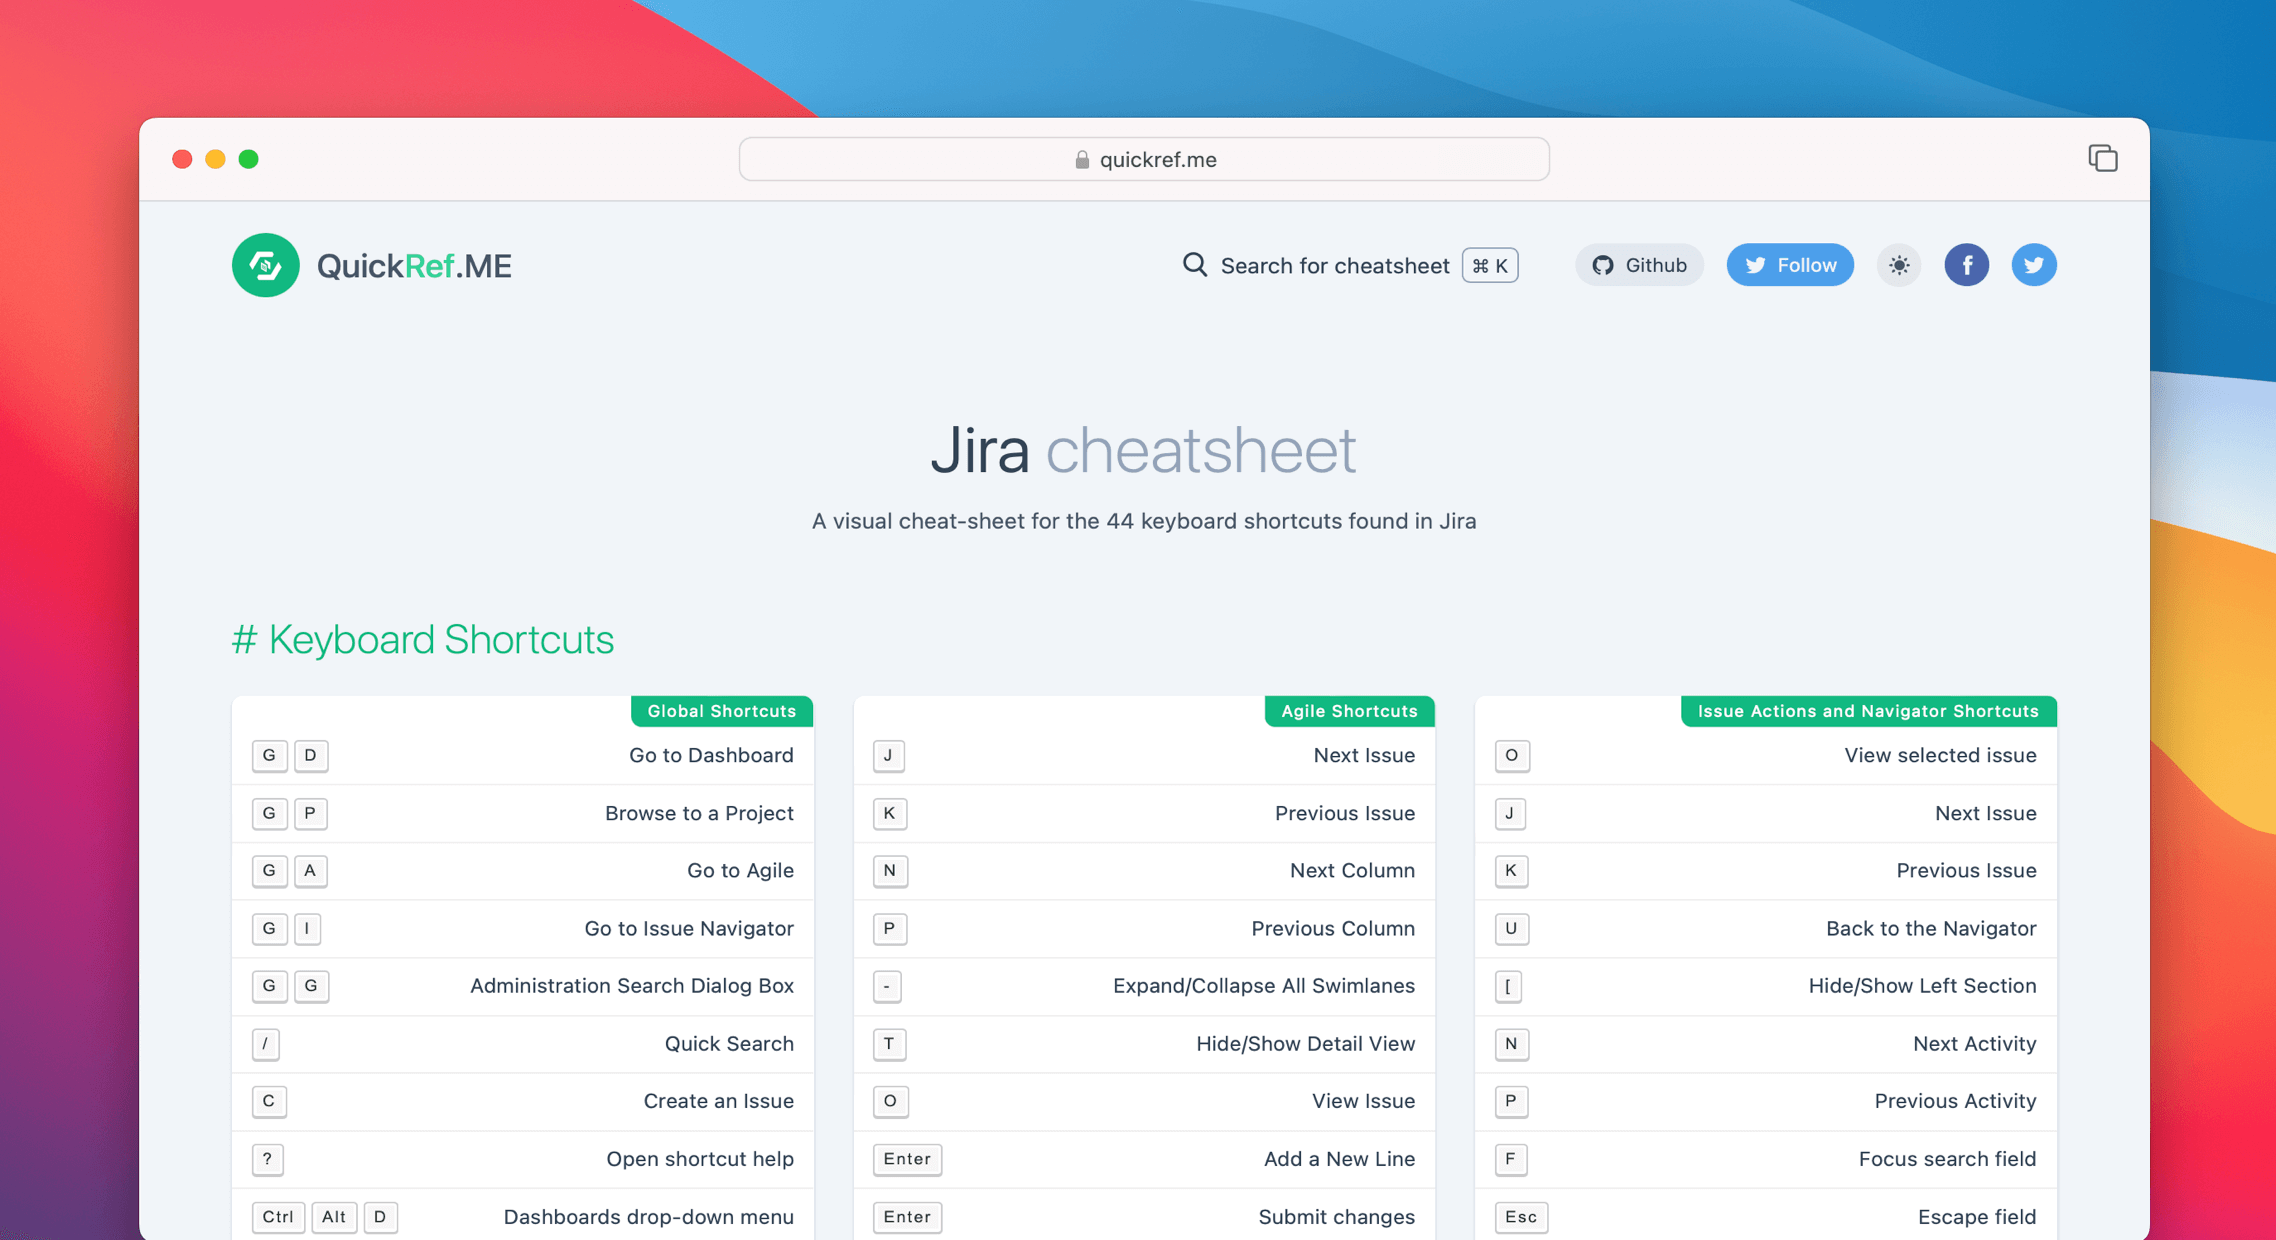 quickref.me
QuickRef.ME
Search for cheatsheet ⌘ K
Github
Follow
Jira cheatsheet
A visual cheat-sheet for the 44 keyboard shortcuts found in Jira
# Keyboard Shortcuts
Global Shortcuts
G D Go to Dashboard
G P Browse to a Project
G A Go to Agile
G I Go to Issue Navigator
G G Administration Search Dialog Box
/ Quick Search
C Create an Issue
? Open shortcut help
Ctrl Alt D Dashboards drop-down menu
Agile Shortcuts
J Next Issue
K Previous Issue
N Next Column
P Previous Column
- Expand/Collapse All Swimlanes
T Hide/Show Detail View
O View Issue
Enter Add a New Line
Enter Submit changes
Issue Actions and Navigator Shortcuts
O View selected issue
J Next Issue
K Previous Issue
U Back to the Navigator
[ Hide/Show Left Section
N Next Activity
P Previous Activity
F Focus search field
Esc Escape field